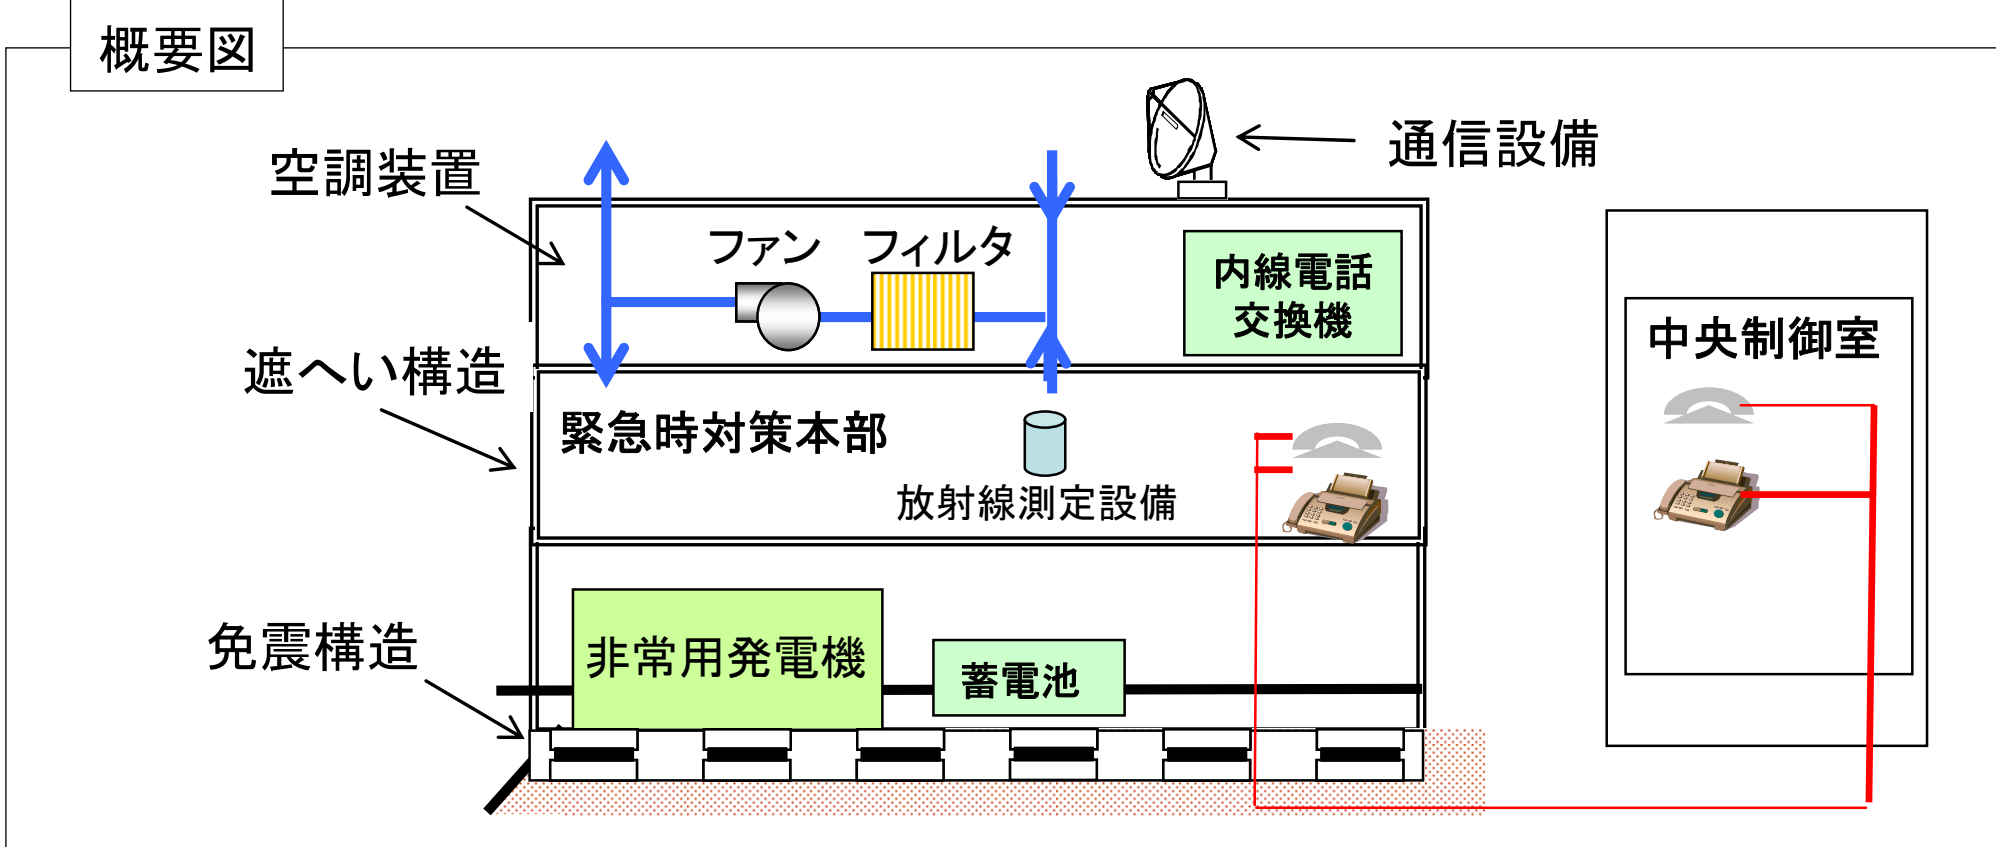 概要図
通信設備
空調装置
ファン
フィルタ
内線電話
交換機
中央制御室
遮へい構造
緊急時対策本部
放射線測定設備
免震構造
非常用発電機
蓄電池